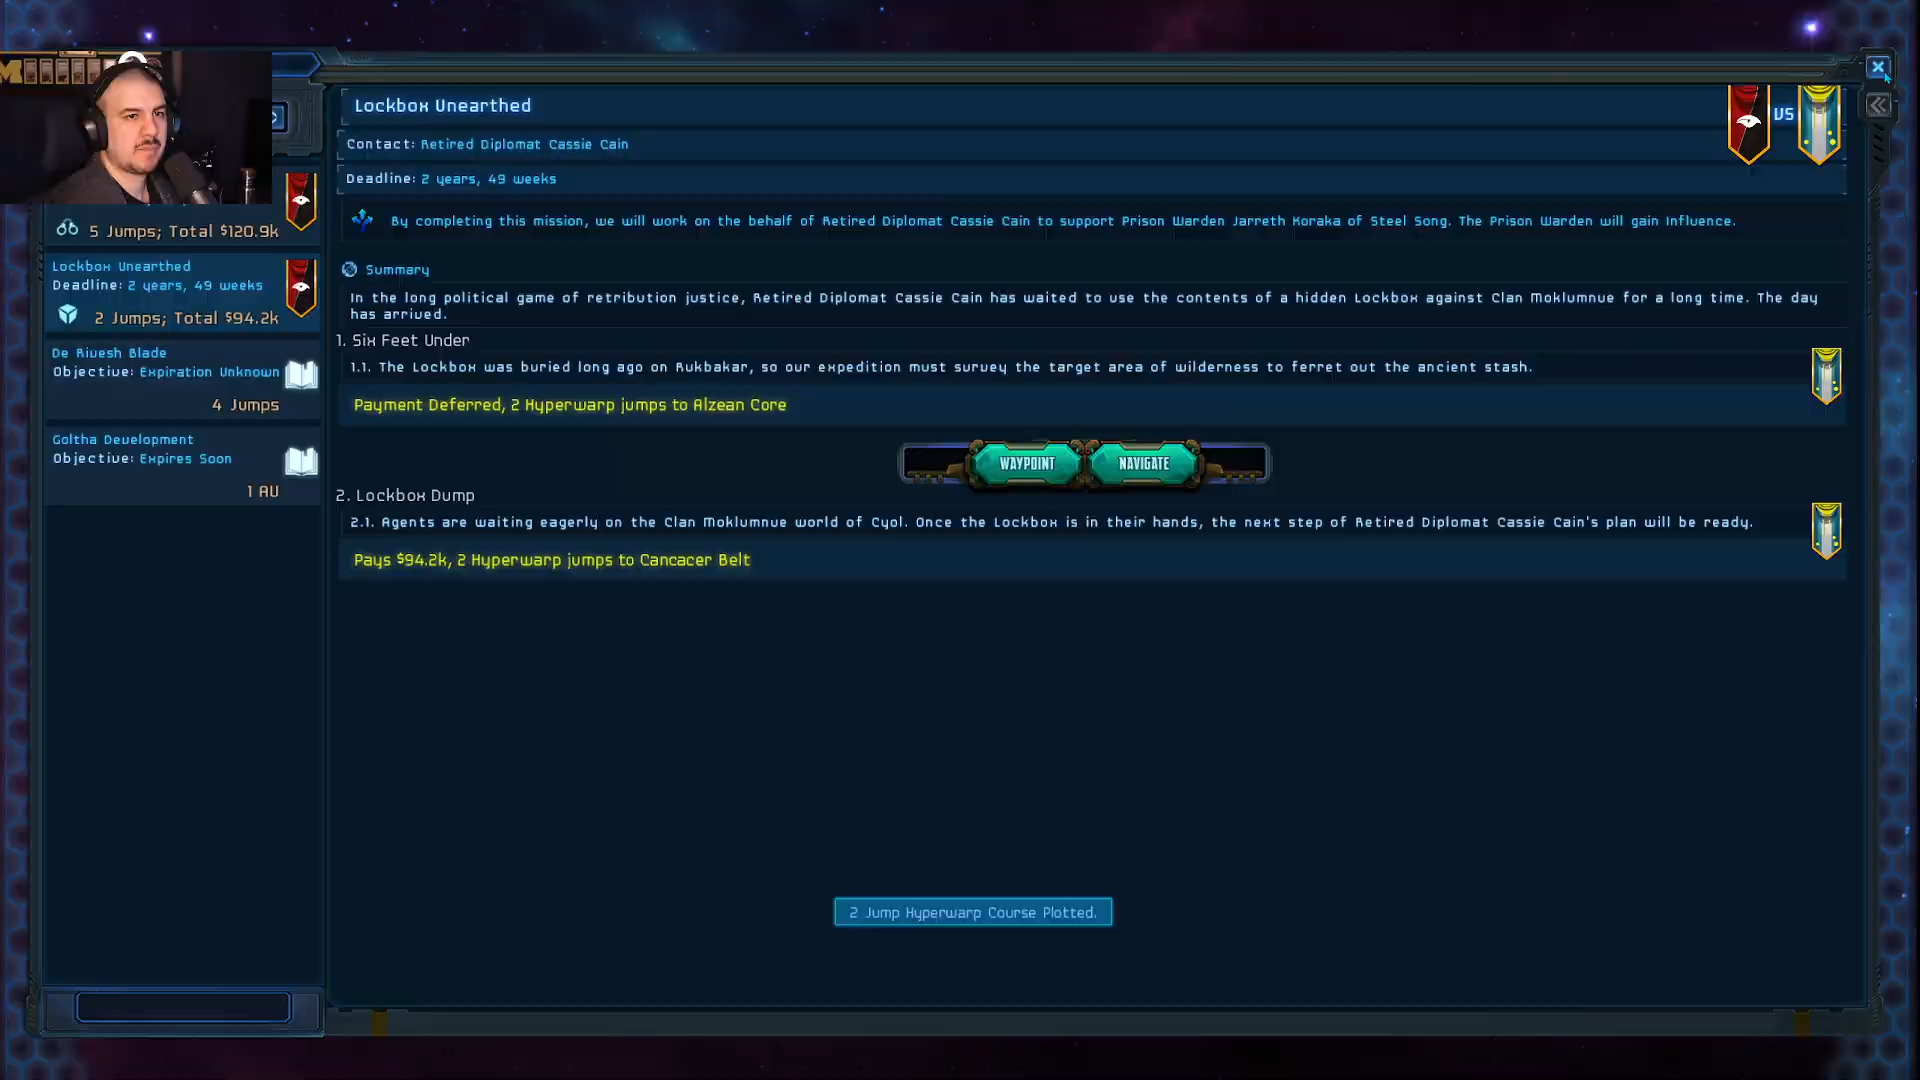 Lockbox Unearthed
Contact: Retired Diplomat Cassie Cain
VS
Deadline: 2 years, 49 weeks
By completing this mission, we will work on the behalf of Retired Diplomat Cassie Cain to support Prison Warden Jarreth Koraka of Steel Song. The Prison Warden will gain Influence.
Summary
In the long political game of retribution justice, Retired Diplomat Cassie Cain has waited to use the contents of a hidden Lockbox against Clan Moklumnue for a long time. The day
has arrived.
1. Six Feet Under
1.1. The Lockbox was buried long ago on Rukbakar, so our expedition must survey the target area of wilderness to ferret out the ancient stash.
Payment Deferred, 2 Hyperwarp jumps to Alzean Core
WAYPOINT
NAVIGATE
2. Lockbox Dump
2.1. Agents are waiting eagerly on the Clan Moklumnue world of Cyol. Once the Lockbox is in their hands, the next step of Retired Diplomat Cassie Cain's plan will be ready.
Pays $94.2k, 2 Hyperwarp jumps to Cancacer Belt
2 Jump Hyperwarp Course Plotted.
5 Jumps; Total $120.9k
Lockbox Unearthed
Deadline: 2 years, 49 weeks
2 Jumps; Total $94.2k
De Rivesh Blade
Objective: Expiration Unknown
4 Jumps
Goltha Development
Objective: Expires Soon
1 AU